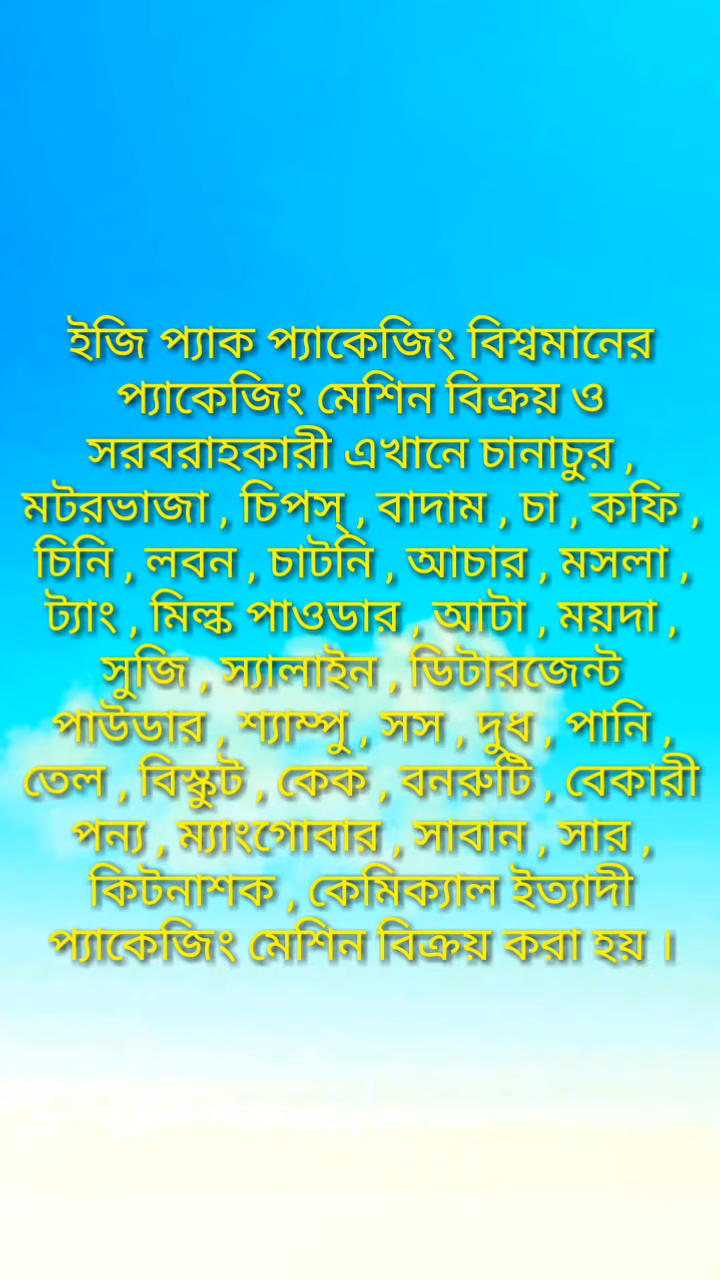 ইজি প্যাক প্যাকেজিং বিশ্বমানের
প্যাকেজিং মেশিন বিক্রয় ও
সরবরাহকারী এখানে চানাচুর ,
মটরভাজা , চিপস্ , বাদাম , চা , কফি ,
চিনি , লবন , চাটনি , আচার , মসলা ,
ট্যাং , মিল্ক পাওডার , আটা , ময়দা ,
সুজি , স্যালাইন , ডিটারজেন্ট
পাউডার , শ্যাম্পু , সস , দুধ , পানি ,
তেল , বিস্কুট , কেক , বনরুটি , বেকারী
পন্য , ম্যাংগোবার , সাবান , সার ,
কিটনাশক , কেমিক্যাল ইত্যাদী
প্যাকেজিং মেশিন বিক্রয় করা হয় ।